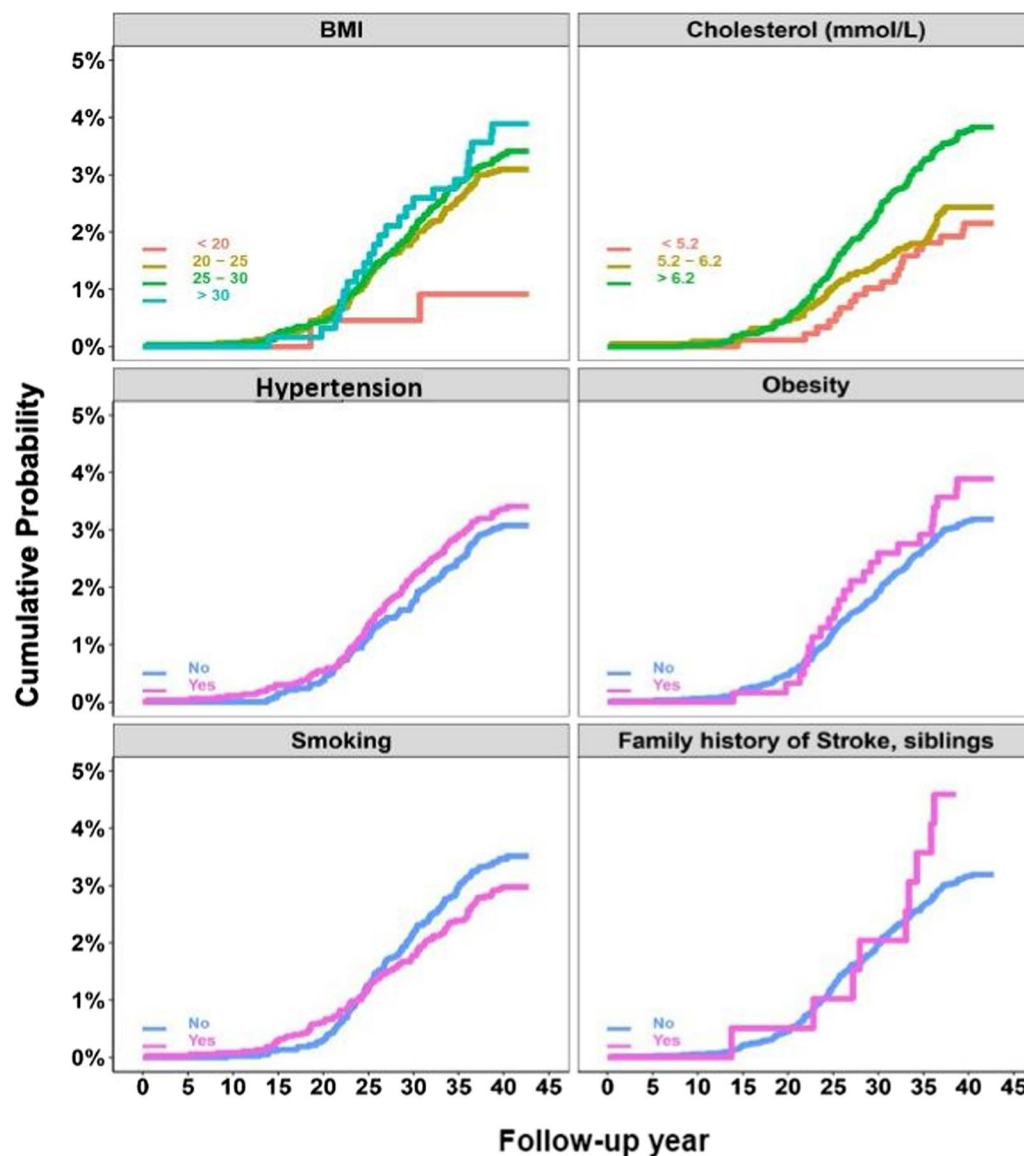 BMI
Cholesterol (mmol/L)
5%
4%
3%
2%
1%
0%
< 20
20 – 25
25 – 30
> 30
< 5.2
5.2 – 6.2
> 6.2
Hypertension
Obesity
5%
4%
3%
2%
1%
0%
No
Yes
No
Yes
Cumulative Probability
Smoking
Family history of Stroke, siblings
5%
4%
3%
2%
1%
0%
No
Yes
No
Yes
0 5 10 15 20 25 30 35 40 45
0 5 10 15 20 25 30 35 40 45
Follow-up year